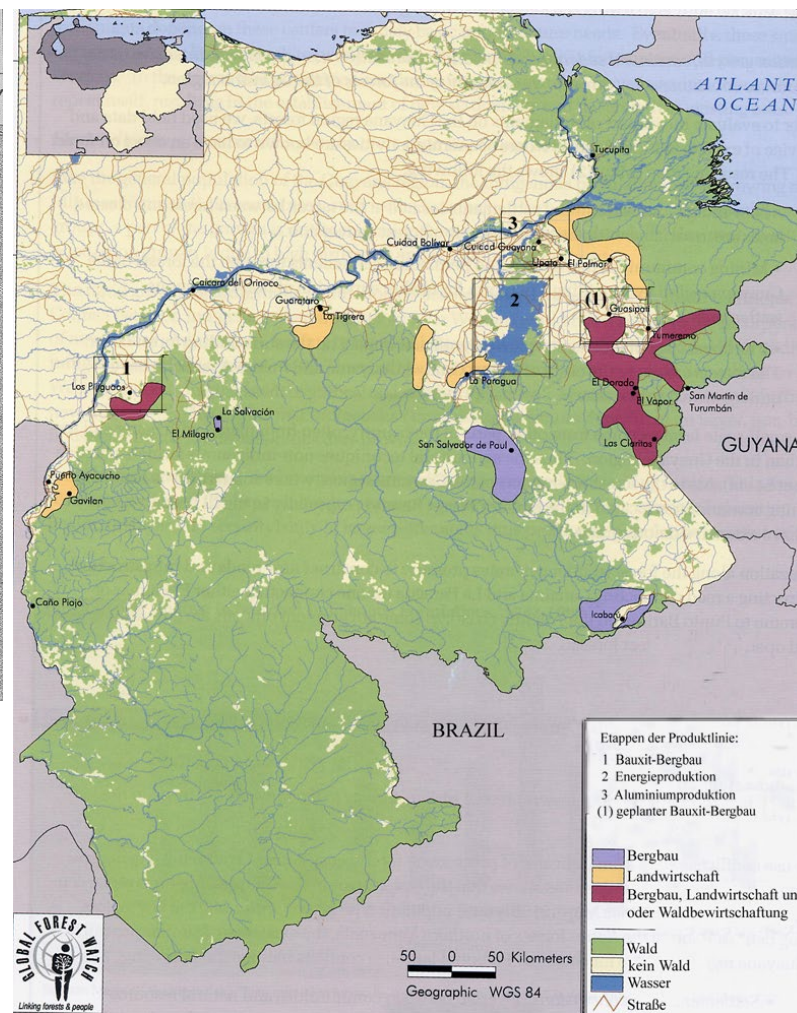 ATLANT
OCEAN
Tucupita
3
Cuidad Bolívar
Cuicad Guayana
Upata
El Palmar
Caicara del Orinoco
Guarataro
La Tigrera
2
(1)
Guasipati
Tumeremo
1
Los Pijiguaos
La Paragua
El Dorado
El Vapor
San Martín de
Turumbán
La Salvación
El Milagro
San Salvador de Paul
Las Claritas
GUYANA
Puerto Ayacucho
Gavilan
Caño Piojo
Icabarú
BRAZIL
Etappen der Produktlinie:
1 Bauxit-Bergbau
2 Energieproduktion
3 Aluminiumproduktion
(1) geplanter Bauxit-Bergbau
Bergbau
Landwirtschaft
Bergbau, Landwirtschaft un
oder Waldbewirtschaftung
Wald
kein Wald
Wasser
Straße
GLOBAL FOREST WATCH
Linking forests & people
50 0 50 Kilometers
Geographic WGS 84